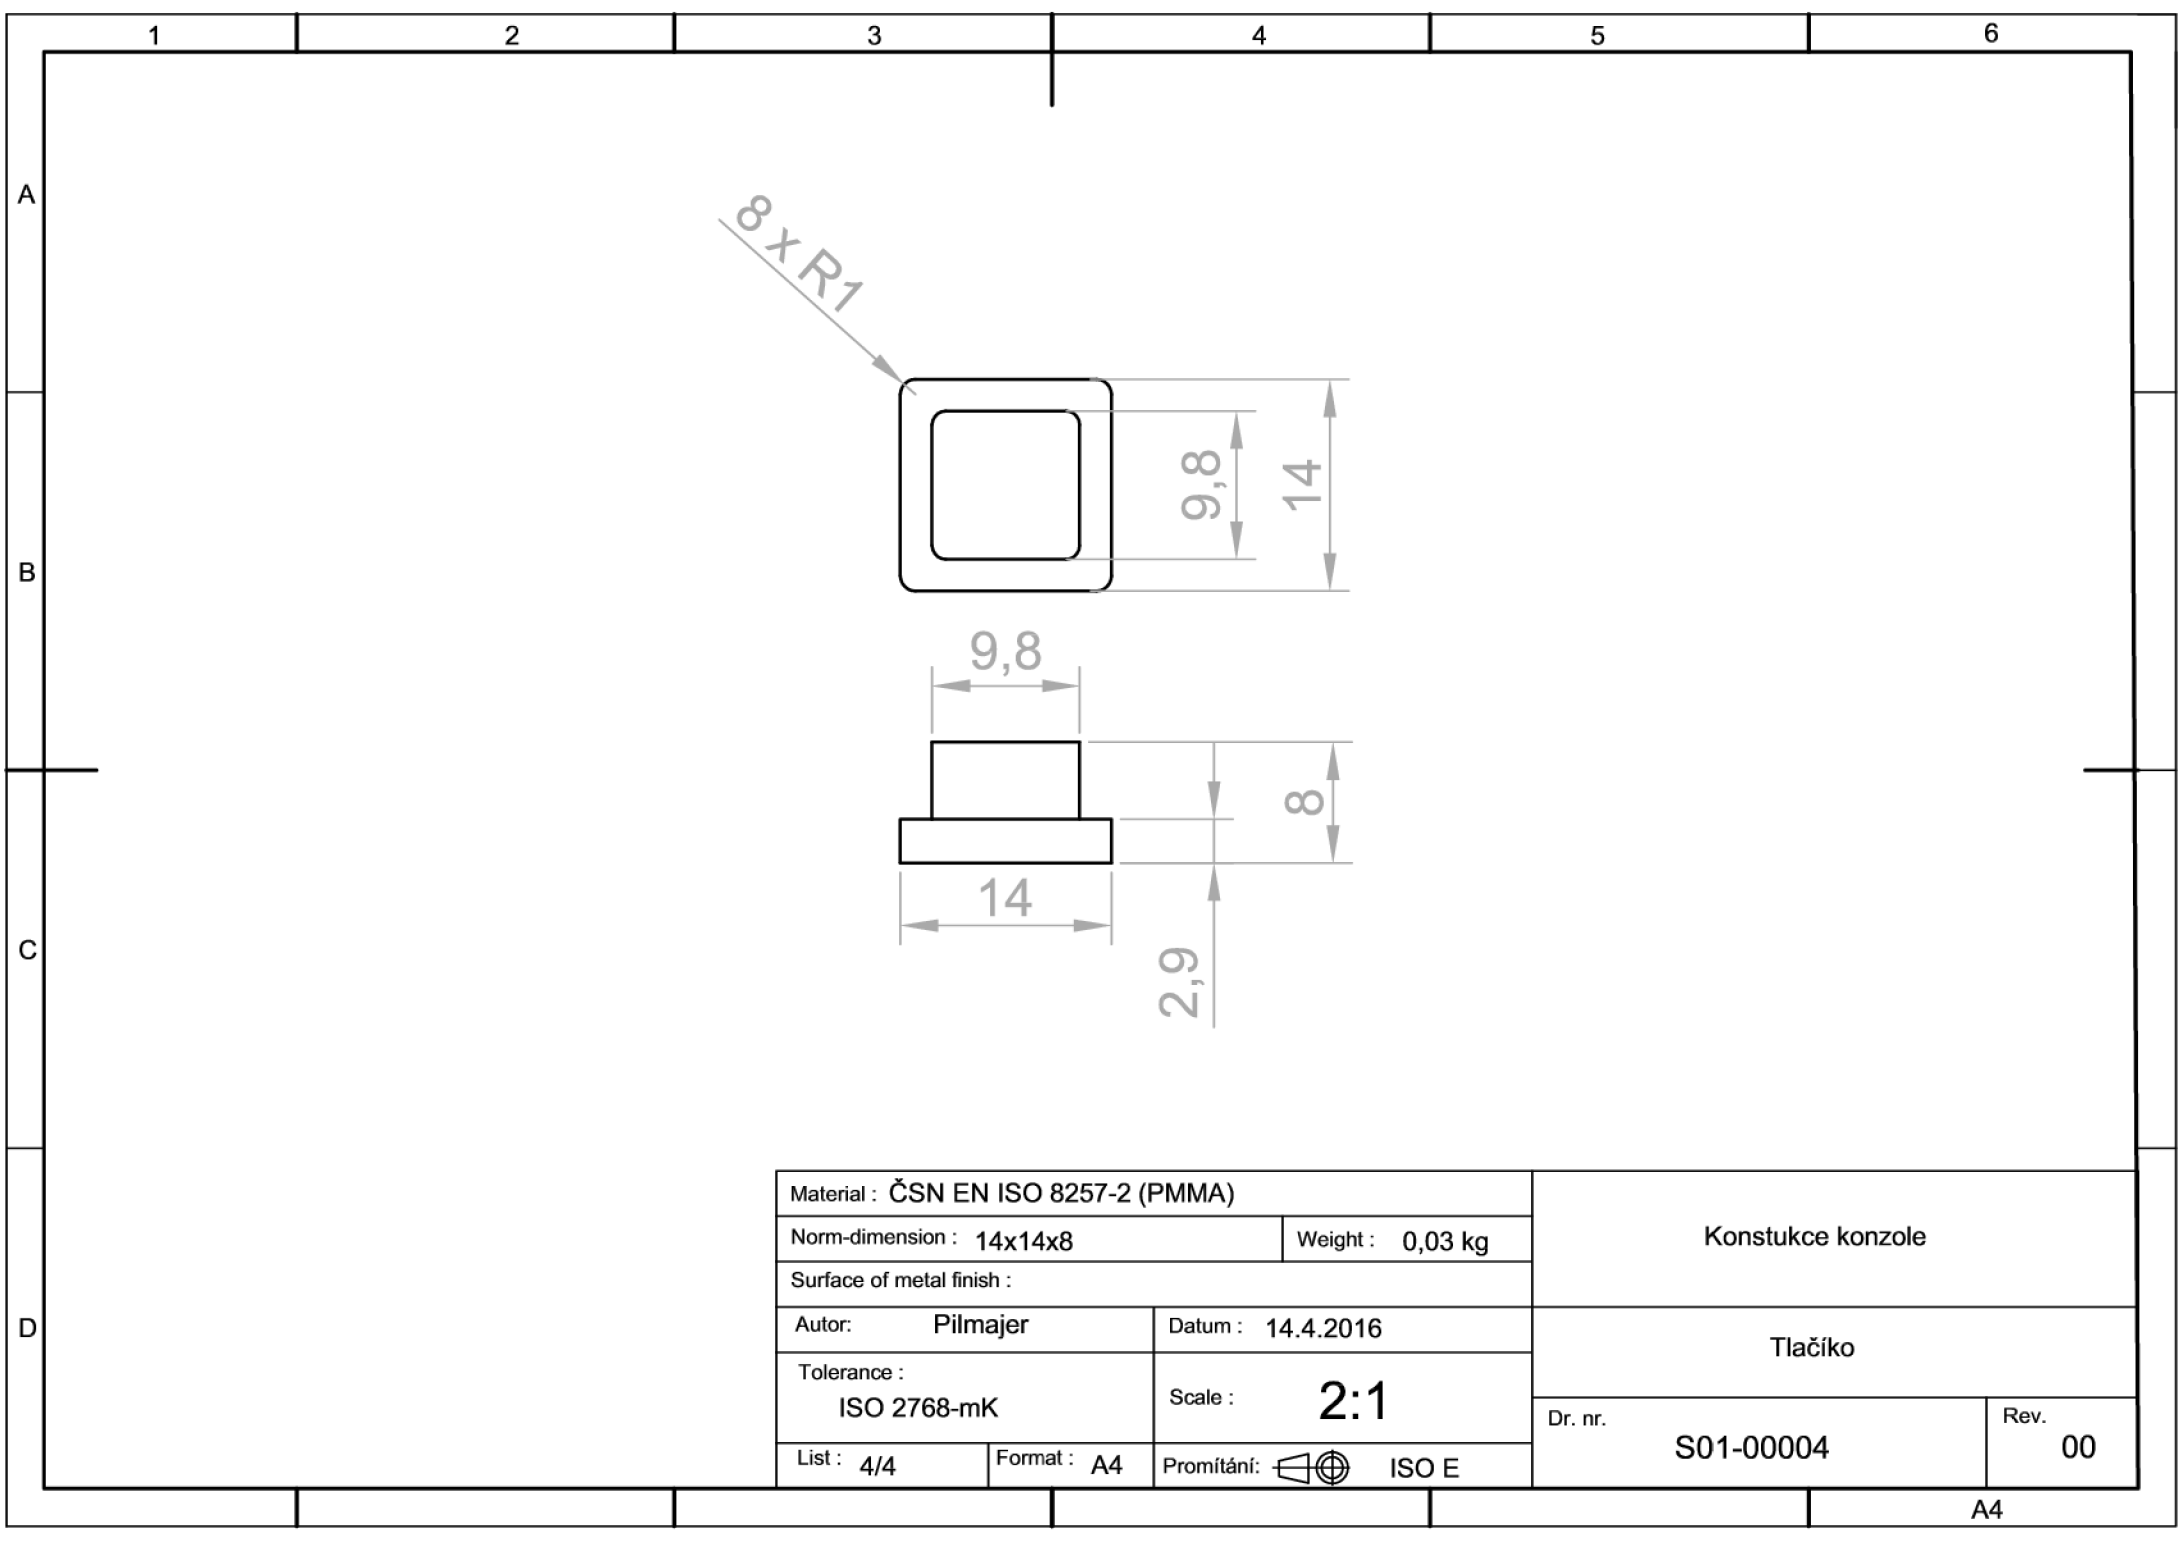 1 2 3 4 5 6
A
8 x R1
9,8
14
B
9,8
8
14
2,9
C
Material : ČSN EN ISO 8257-2 (PMMA)
Norm-dimension : 14x14x8 Weight : 0,03 kg
Konstukce konzole
Surface of metal finish :
Autor: Pilmajer Datum : 14.4.2016
D
Tlačíko
Tolerance :
ISO 2768-mK
Scale : 2:1
Dr. nr. S01-00004
Rev. 00
List : 4/4 Format : A4 Promítání: ISO E
A4